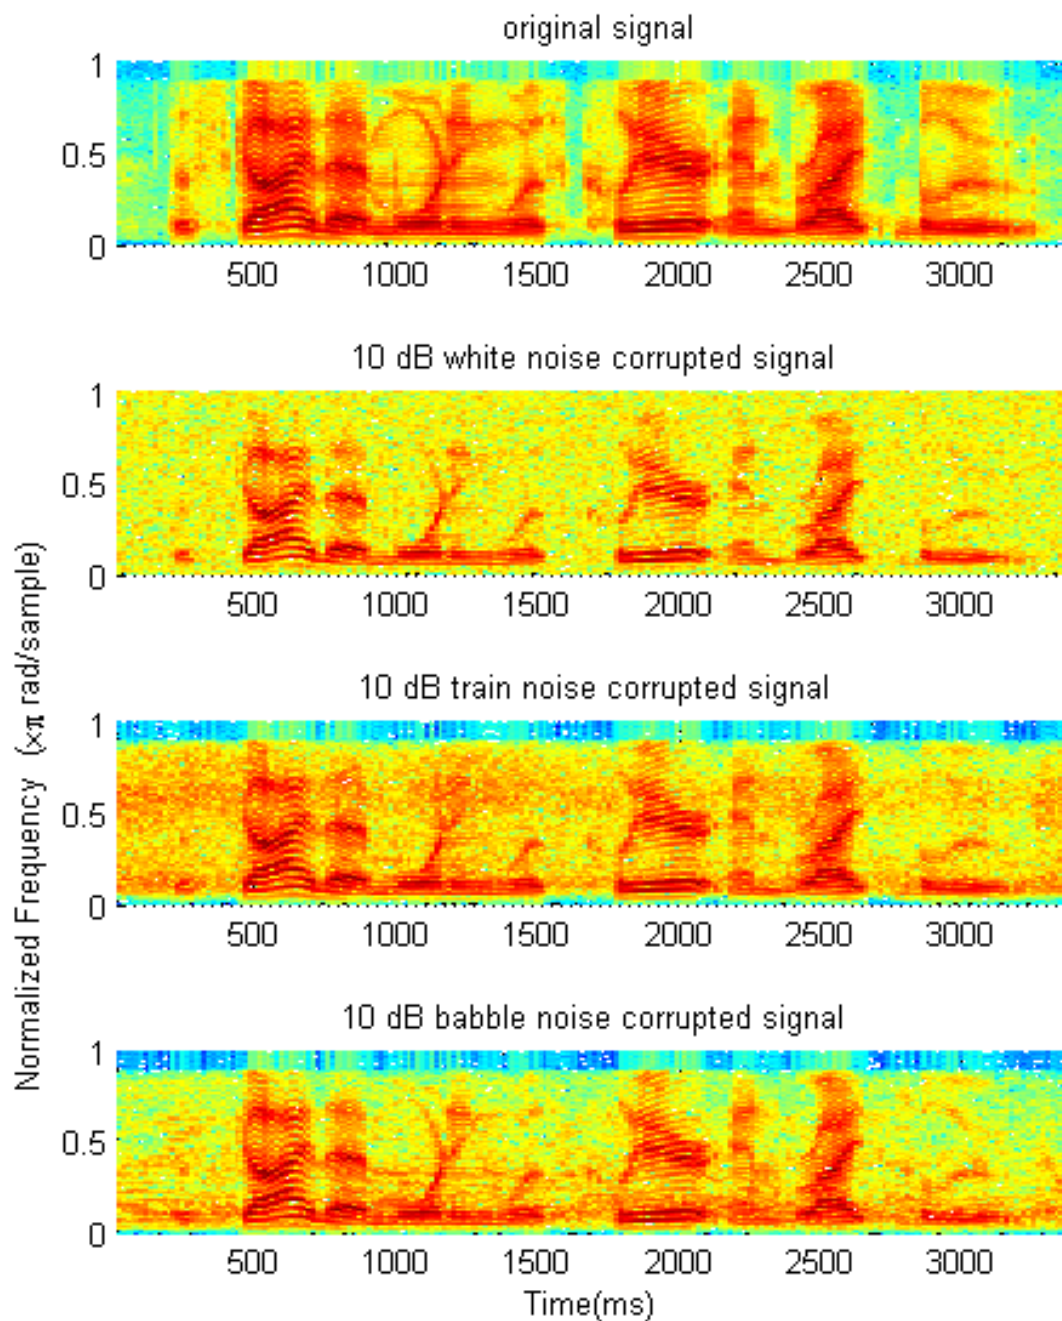 original signal
1
0.5
0
500 1000 1500 2000 2500 3000
10 dB white noise corrupted signal
1
0.5
0
500 1000 1500 2000 2500 3000
10 dB train noise corrupted signal
1
0.5
0
500 1000 1500 2000 2500 3000
10 dB babble noise corrupted signal
1
0.5
0
500 1000 1500 2000 2500 3000
Time(ms)
Normalized Frequency (×π rad/sample)